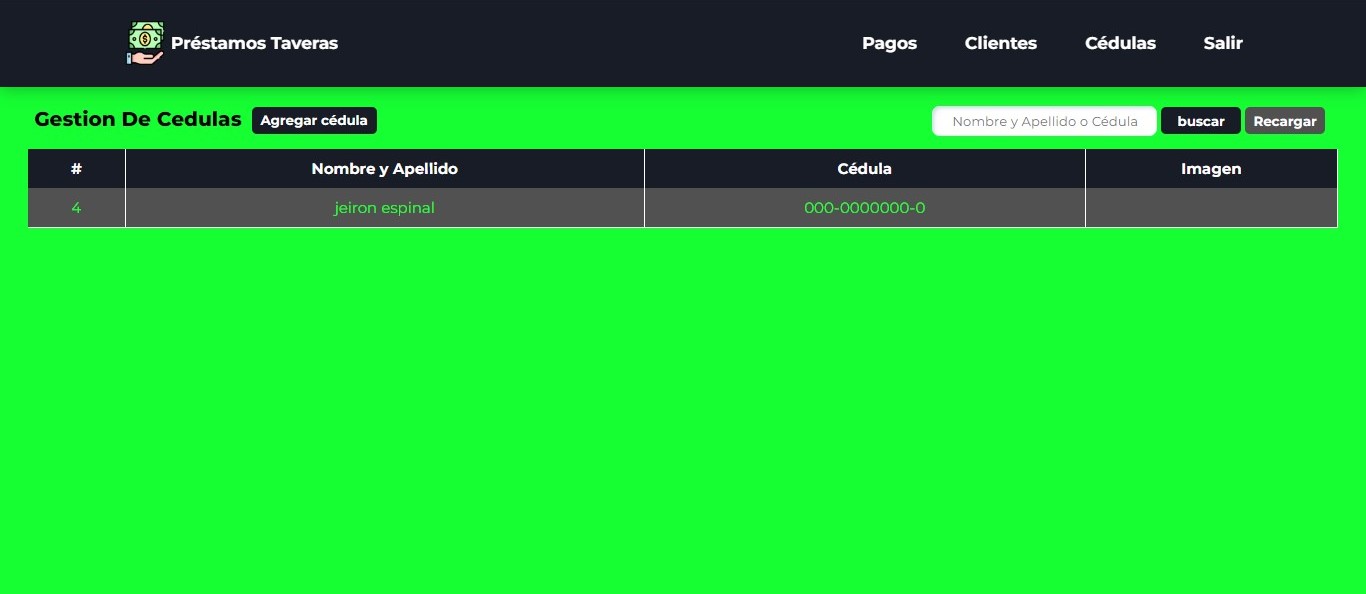 Préstamos Taveras Pagos Clientes Cédulas Salir
Gestion De Cedulas Agregar cédula Nombre y Apellido o Cédula buscar Recargar
# Nombre y Apellido Cédula Imagen
4 jeiron espinal 000-0000000-0